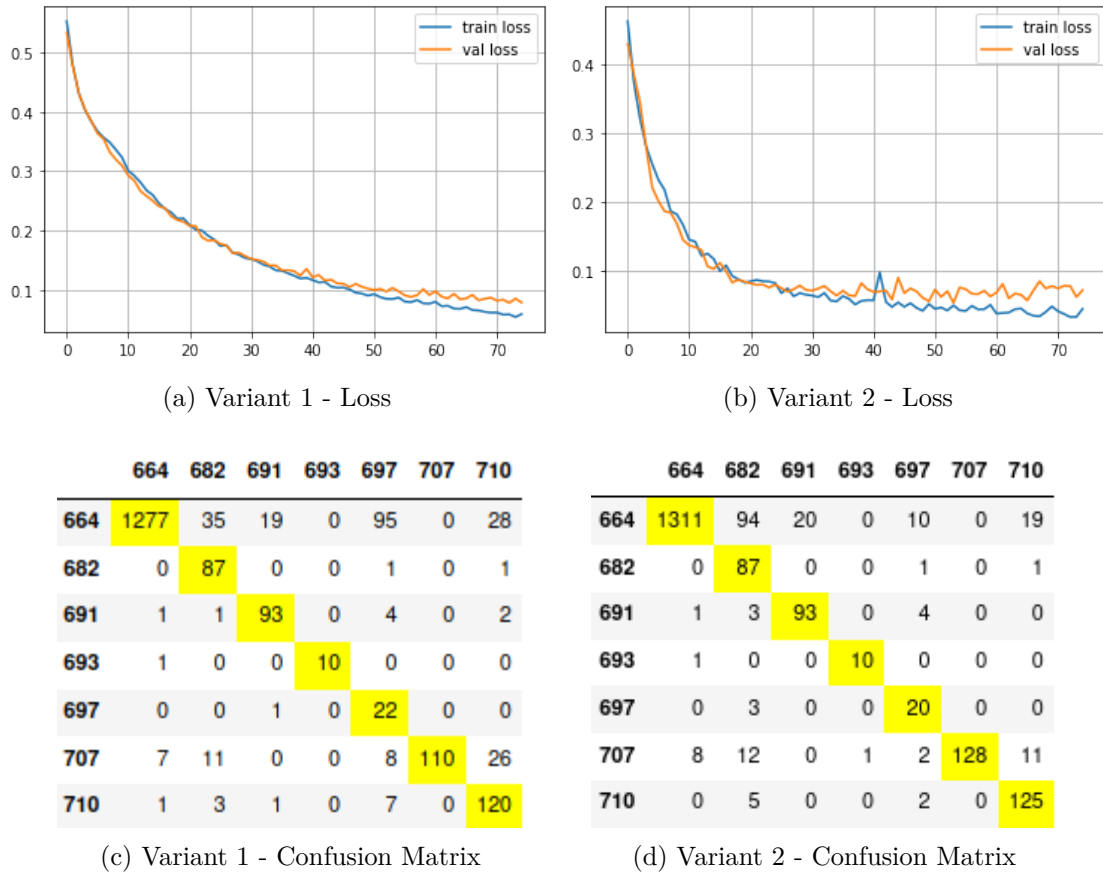 train loss
val loss
0.5
0.4
0.3
0.2
0.1
0 10 20 30 40 50 60 70
(a) Variant 1 - Loss
train loss
val loss
0.4
0.3
0.2
0.1
0 10 20 30 40 50 60 70
(b) Variant 2 - Loss
664 682 691 693 697 707 710
664 1277 35 19 0 95 0 28
682 0 87 0 0 1 0 1
691 1 1 93 0 4 0 2
693 1 0 0 10 0 0 0
697 0 0 1 0 22 0 0
707 7 11 0 0 8 110 26
710 1 3 1 0 7 0 120
(c) Variant 1 - Confusion Matrix
664 682 691 693 697 707 710
664 1311 94 20 0 10 0 19
682 0 87 0 0 1 0 1
691 1 3 93 0 4 0 0
693 1 0 0 10 0 0 0
697 0 3 0 0 20 0 0
707 8 12 0 1 2 128 11
710 0 5 0 0 2 0 125
(d) Variant 2 - Confusion Matrix